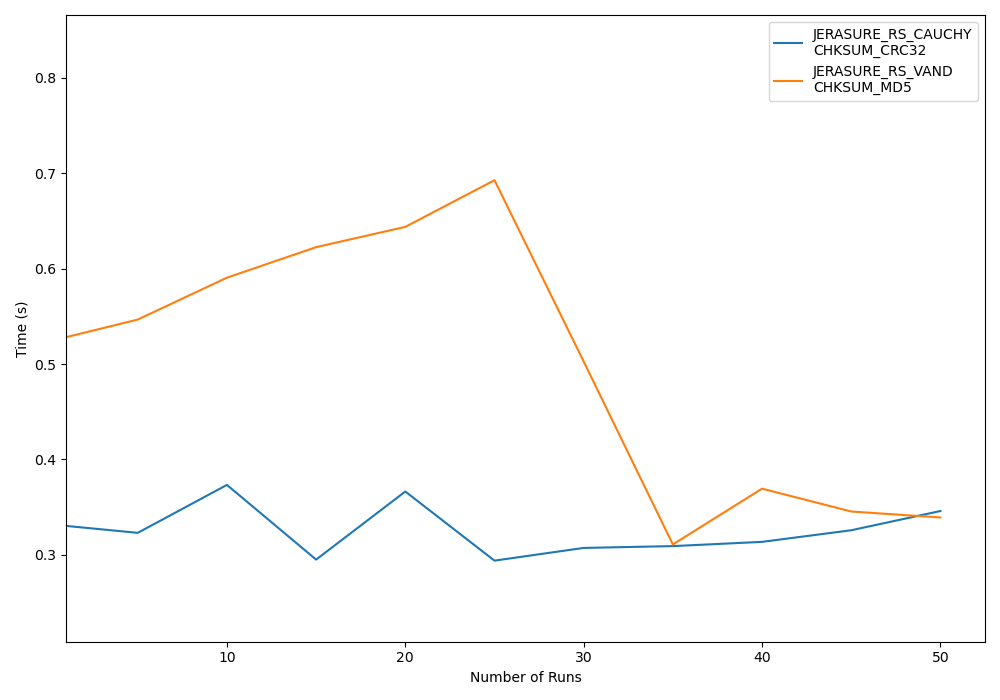 JERASURE_RS_CAUCHY
CHKSUM_CRC32
JERASURE_RS_VAND
CHKSUM_MD5
0.8
0.7
0.6
0.5
0.4
0.3
Time (s)
10 20 30 40 50
Number of Runs